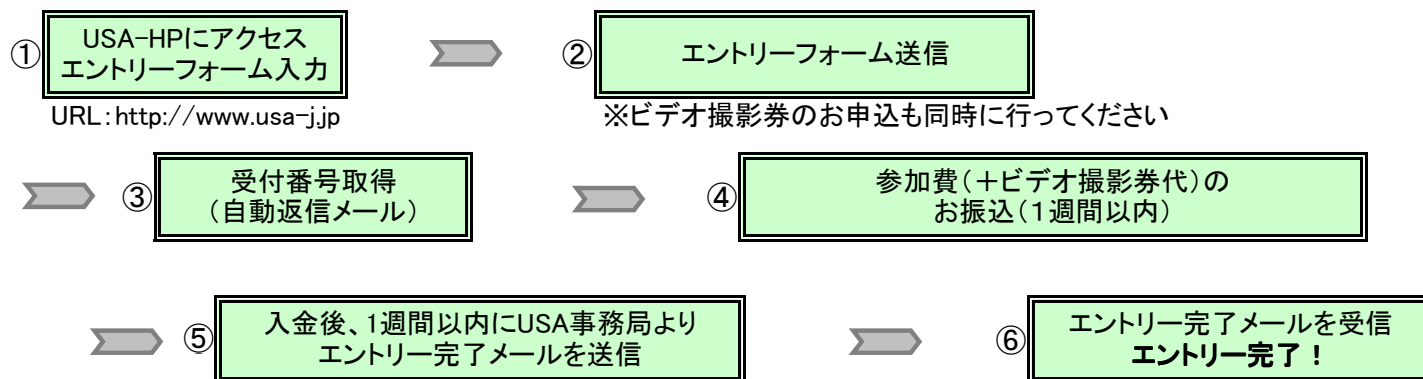 ① USA-HPにアクセス
エントリーフォーム入力
URL:http://www.usa-j.jp
② エントリーフォーム送信
※ビデオ撮影券のお申込も同時に行ってください
③ 受付番号取得
(自動返信メール)
④ 参加費(+ビデオ撮影券代)の
お振込(1週間以内)
⑤ 入金後、1週間以内にUSA事務局より
エントリー完了メールを送信
⑥ エントリー完了メールを受信
エントリー完了!